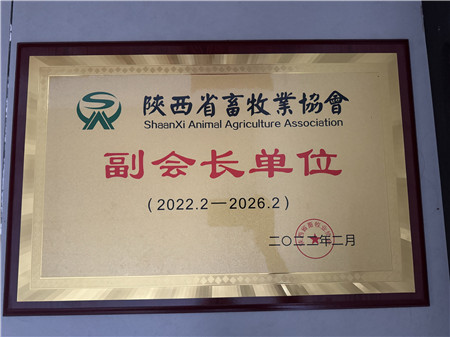 陝西省畜牧業協會
ShaanXi Animal Agriculture Association
副会长单位
(2022.2—2026.2)
二〇二二年二月